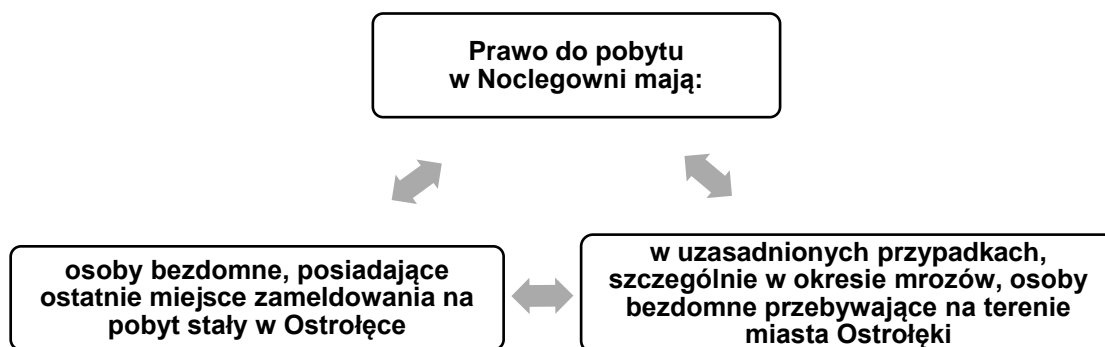 Prawo do pobytu
w Noclegowni mają:
osoby bezdomne, posiadające
ostatnie miejsce zameldowania na
pobyt stały w Ostrołęce
w uzasadnionych przypadkach,
szczególnie w okresie mrozów, osoby
bezdomne przebywające na terenie
miasta Ostrołęki